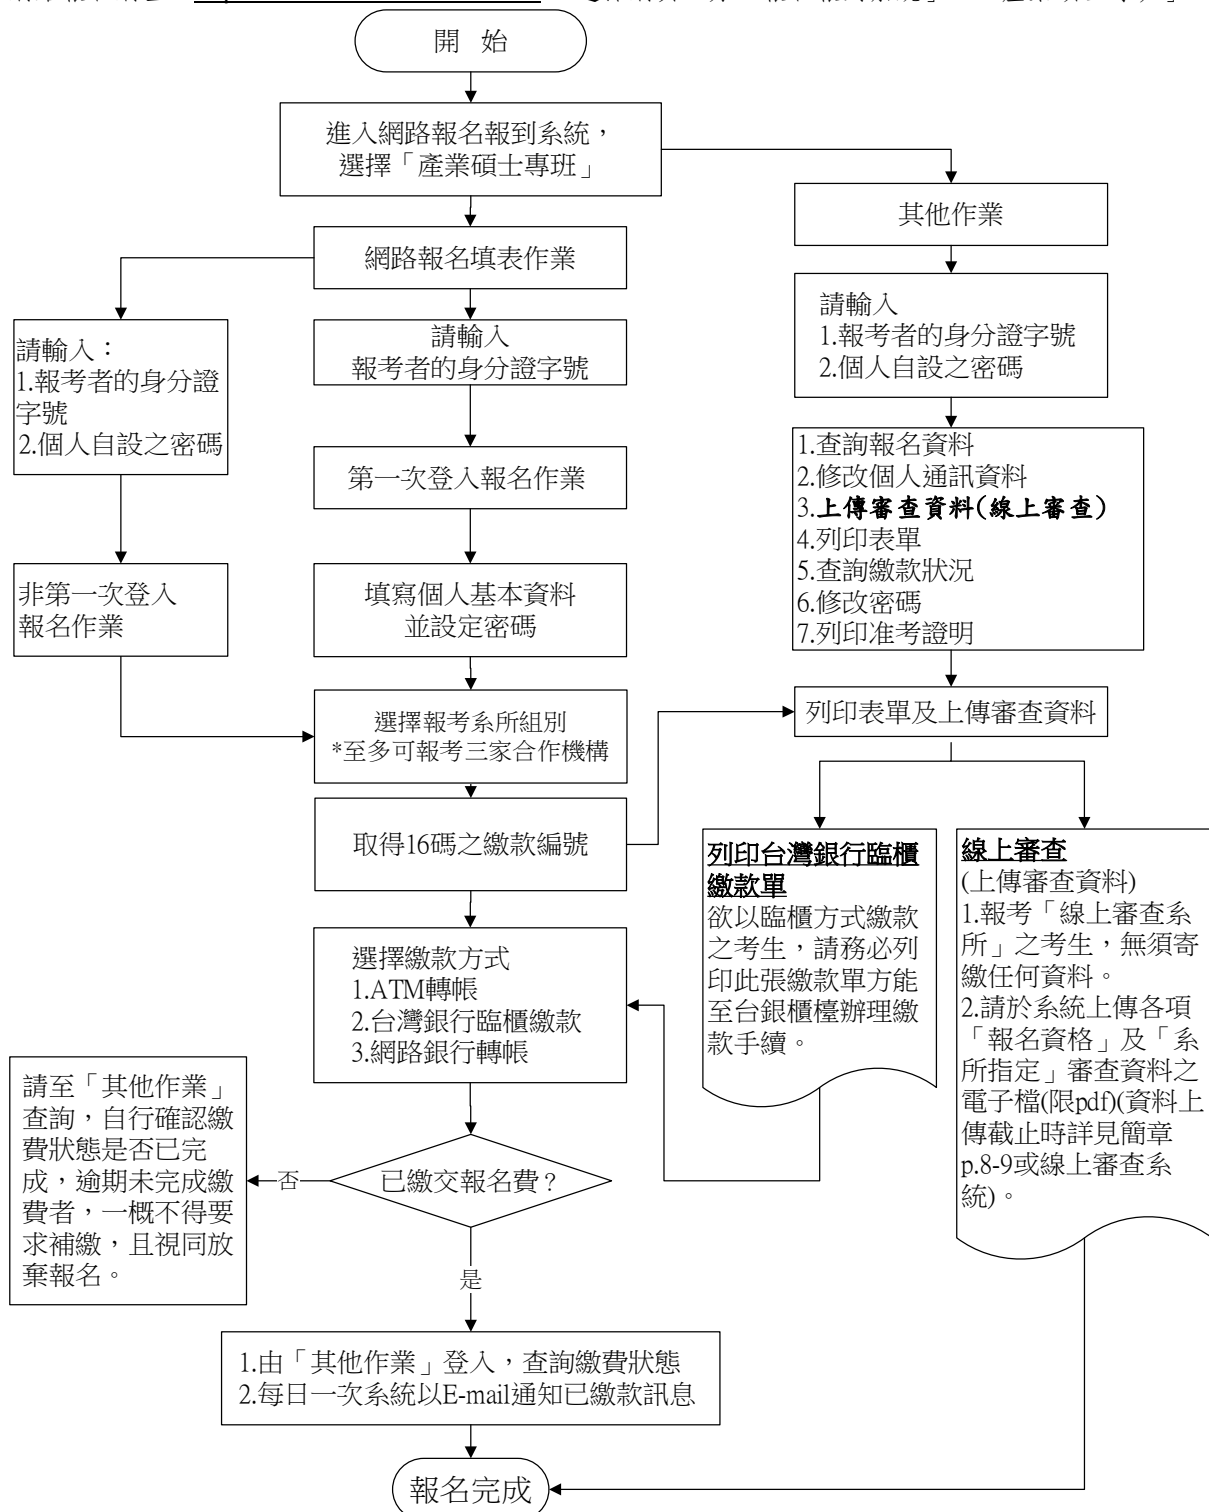 開 始
進入網路報名報到系統，
選擇「產業碩士專班」
其他作業
網路報名填表作業
請輸入：
1.報考者的身分證
字號
2.個人自設之密碼
請輸入
報考者的身分證字號
請輸入
1.報考者的身分證字號
2.個人自設之密碼
第一次登入報名作業
1.查詢報名資料
2.修改個人通訊資料
3.上傳審查資料(線上審查)
4.列印表單
5.查詢繳款狀況
6.修改密碼
7.列印准考證明
非第一次登入
報名作業
填寫個人基本資料
並設定密碼
選擇報考系所組別
*至多可報考三家合作機構
列印表單及上傳審查資料
取得16碼之繳款編號
列印台灣銀行臨櫃
繳款單
欲以臨櫃方式繳款
之考生，請務必列
印此張繳款單方能
至台銀櫃檯辦理繳
款手續。
線上審查
(上傳審查資料)
1.報考「線上審查系
所」之考生，無須寄
繳任何資料。
2.請於系統上傳各項
「報名資格」及「系
所指定」審查資料之
電子檔(限pdf)(資料上
傳截止時詳見簡章
p.8-9或線上審查系
統)。
選擇繳款方式
1.ATM轉帳
2.台灣銀行臨櫃繳款
3.網路銀行轉帳
請至「其他作業」
查詢，自行確認繳
費狀態是否已完
成，逾期未完成繳
費者，一概不得要
求補繳，且視同放
棄報名。
否
已繳交報名費？
是
1.由「其他作業」登入，查詢繳費狀態
2.每日一次系統以E-mail通知已繳款訊息
報名完成